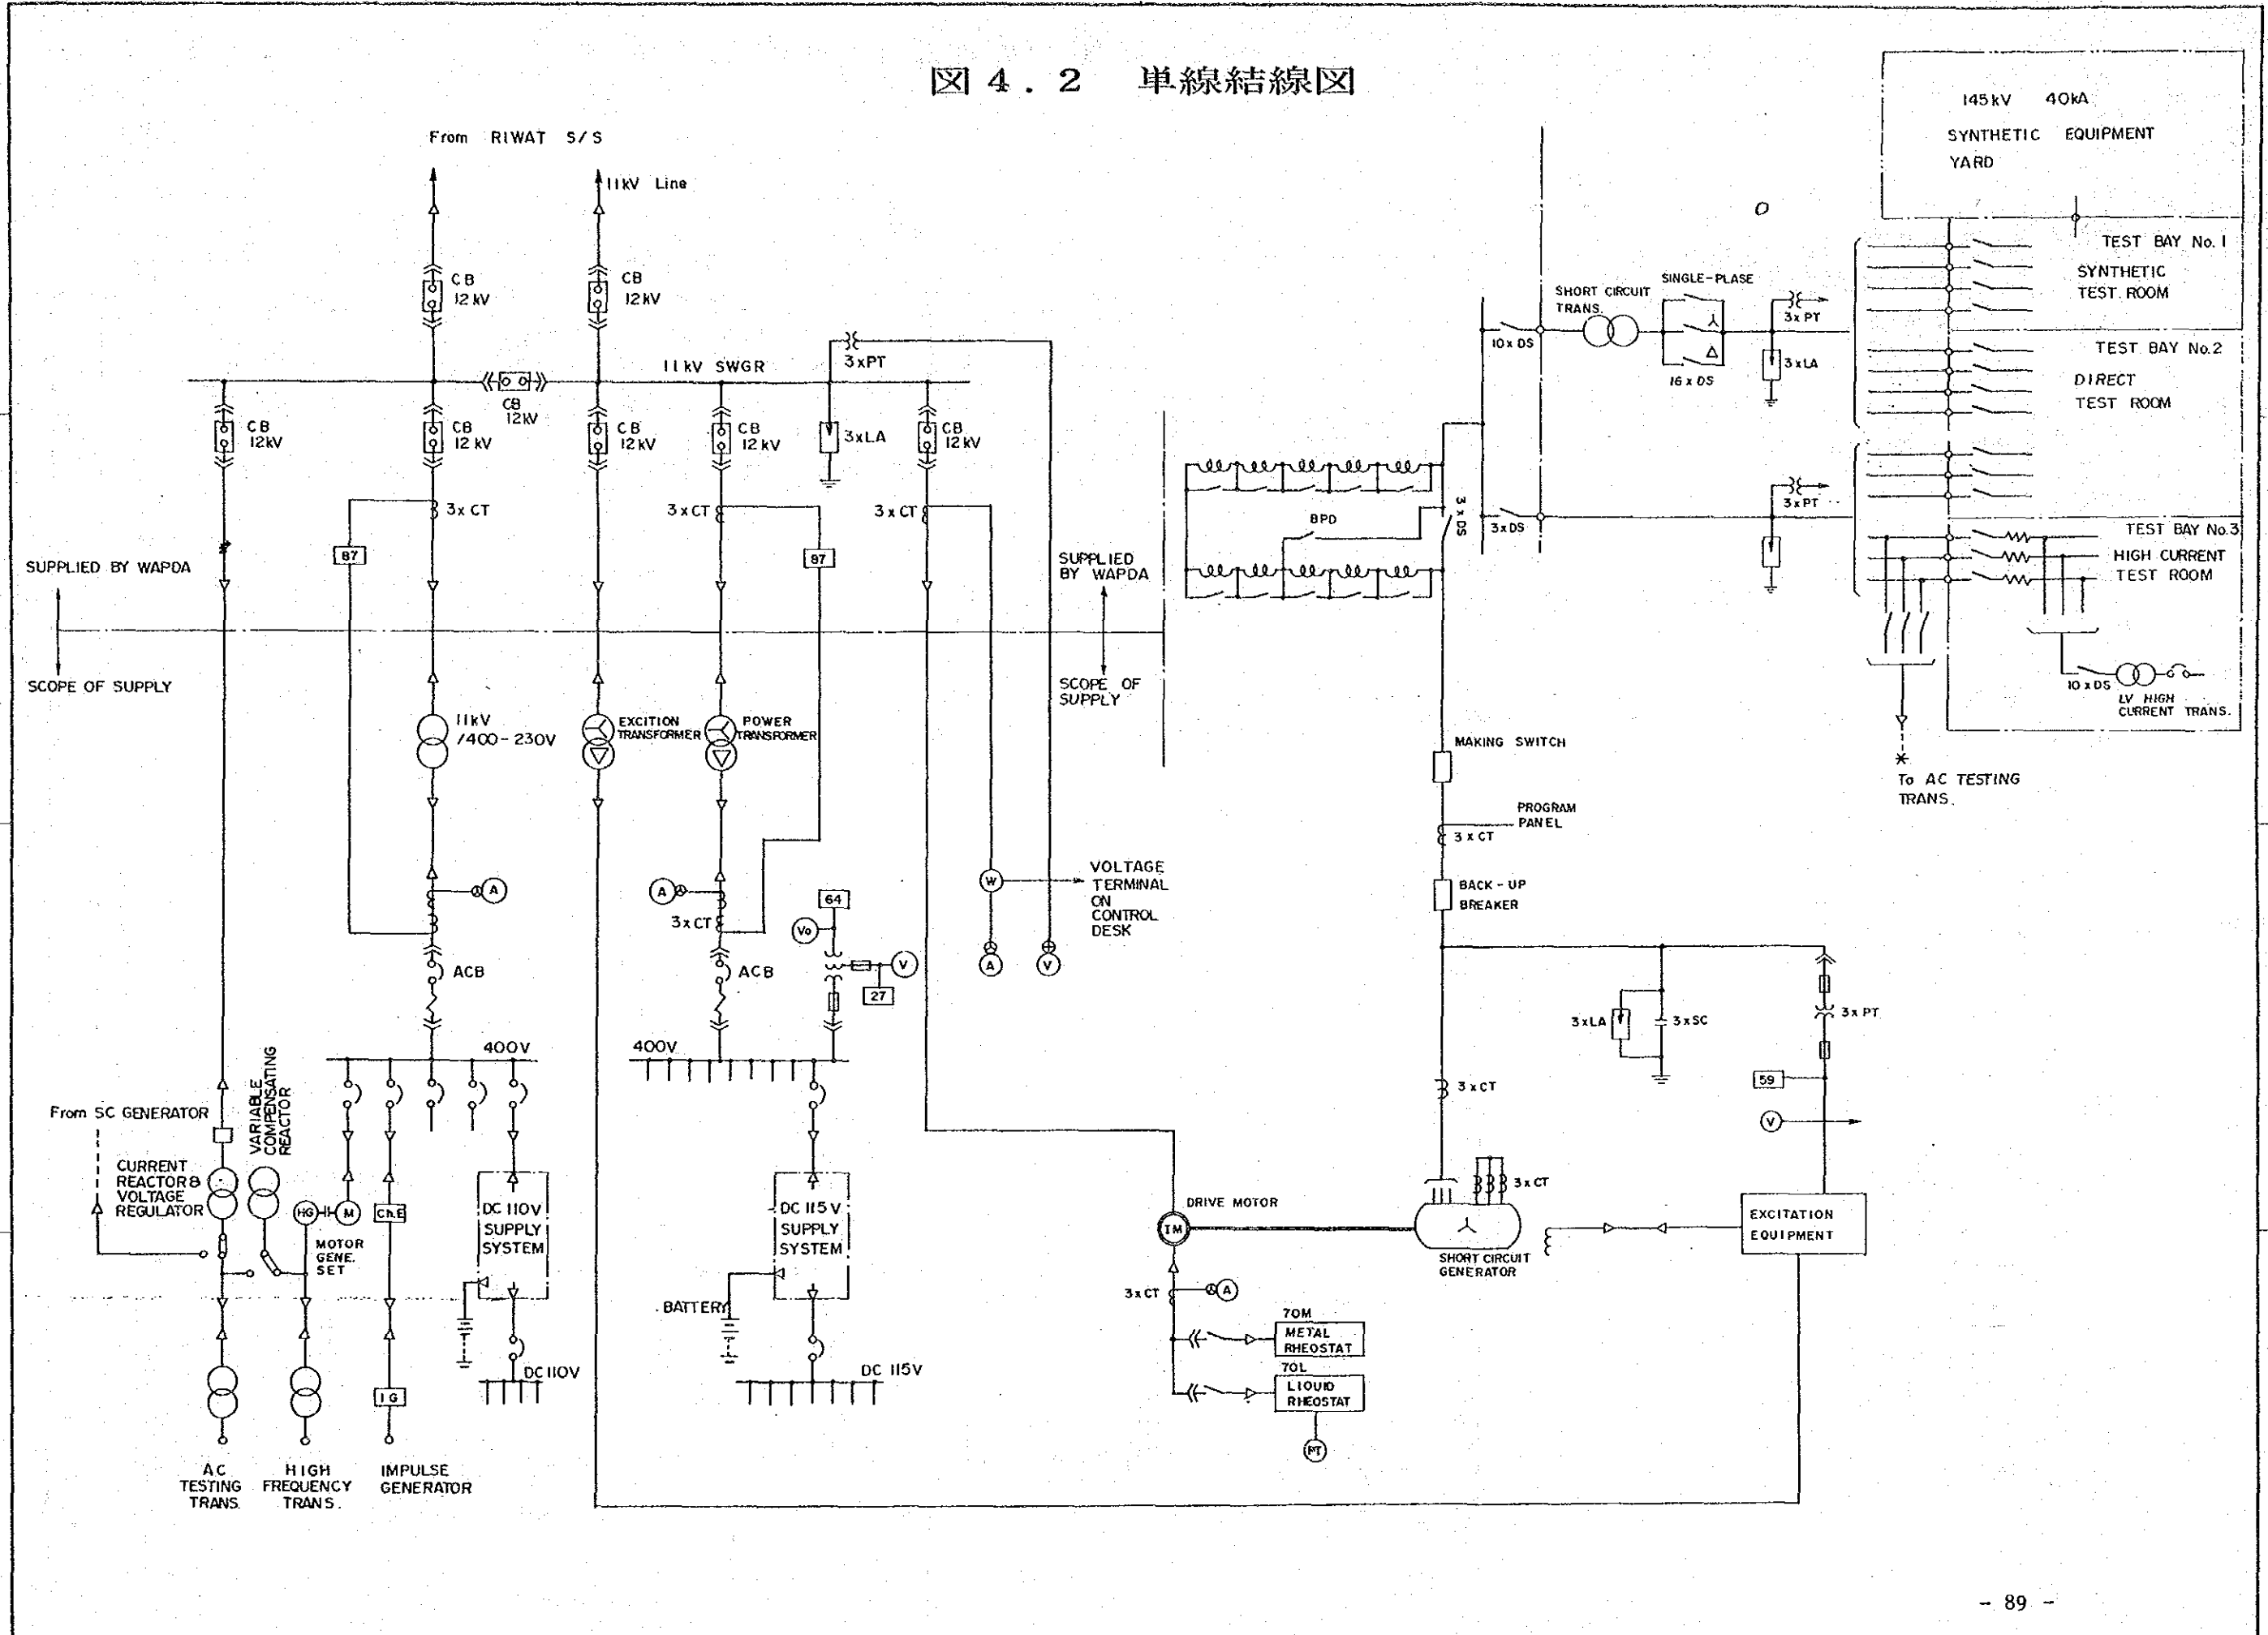 図 4. 2 単線結線図
From RIWAT S/S
11kV Line
CB
12kV
CB
12kV
11kV SWGR
3xPT
CB
12kV
CB
12kV
CB
12kV
CB
12kV
CB
12kV
3xLA
CB
12kV
3xCT
3xCT
3xCT
87
87
SUPPLIED BY WAPDA
SCOPE OF SUPPLY
SUPPLIED
BY WAPDA
SCOPE OF
SUPPLY
11kV
/400-230V
EXCITION
TRANSFORMER
POWER
TRANSFORMER
A
A
3xCT
64
Vo
V
27
ACB
ACB
W
VOLTAGE
TERMINAL
ON
CONTROL
DESK
A
V
400V
400V
From SC GENERATOR
VARIABLE
COMPENSATING
REACTOR
CURRENT
REACTOR&
VOLTAGE
REGULATOR
HG
M
MOTOR
GENE.
SET
Ch.E
DC 110V
SUPPLY
SYSTEM
DC 115V
SUPPLY
SYSTEM
BATTERY
DC110V
DC 115V
IG
AC
TESTING
TRANS.
HIGH
FREQUENCY
TRANS.
IMPULSE
GENERATOR
145kV 40kA
SYNTHETIC EQUIPMENT
YARD
O
TEST BAY No. 1
SYNTHETIC
TEST ROOM
TEST BAY No.2
DIRECT
TEST ROOM
TEST BAY No.3
HIGH CURRENT
TEST ROOM
10xDS
LV HIGH
CURRENT TRANS.
To AC TESTING
TRANS.
SHORT CIRCUIT
TRANS.
SINGLE-PLASE
10xDS
16xDS
3xPT
3xLA
3xPT
3xDS
3xDS
BPD
MAKING SWITCH
PROGRAM
PANEL
3xCT
BACK-UP
BREAKER
3xLA
3xSC
3xPT
59
V
3xCT
3xCT
DRIVE MOTOR
IM
SHORT CIRCUIT
GENERATOR
EXCITATION
EQUIPMENT
3xCT
A
70M
METAL
RHEOSTAT
70L
LIQUID
RHEOSTAT
- 89 -